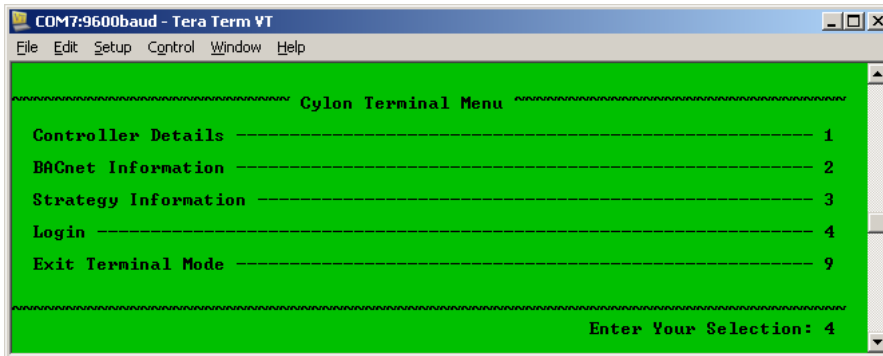 COM7:9600baud - Tera Term VT
File Edit Setup Control Window Help
~~~~~~~~~~~~~~~~~~~~~~~~~~ Cylon Terminal Menu ~~~~~~~~~~~~~~~~~~~~~~~~~~~~~~~
Controller Details ------------------------------------------------------ 1
BACnet Information ------------------------------------------------------ 2
Strategy Information ---------------------------------------------------- 3
Login ------------------------------------------------------------------- 4
Exit Terminal Mode ------------------------------------------------------ 9
~~~~~~~~~~~~~~~~~~~~~~~~~~~~~~~~~~~~~~~~~~~~~~~~~~~~~~~~~~~~~~~~~~~~~~~~~~~~~~
Enter Your Selection: 4